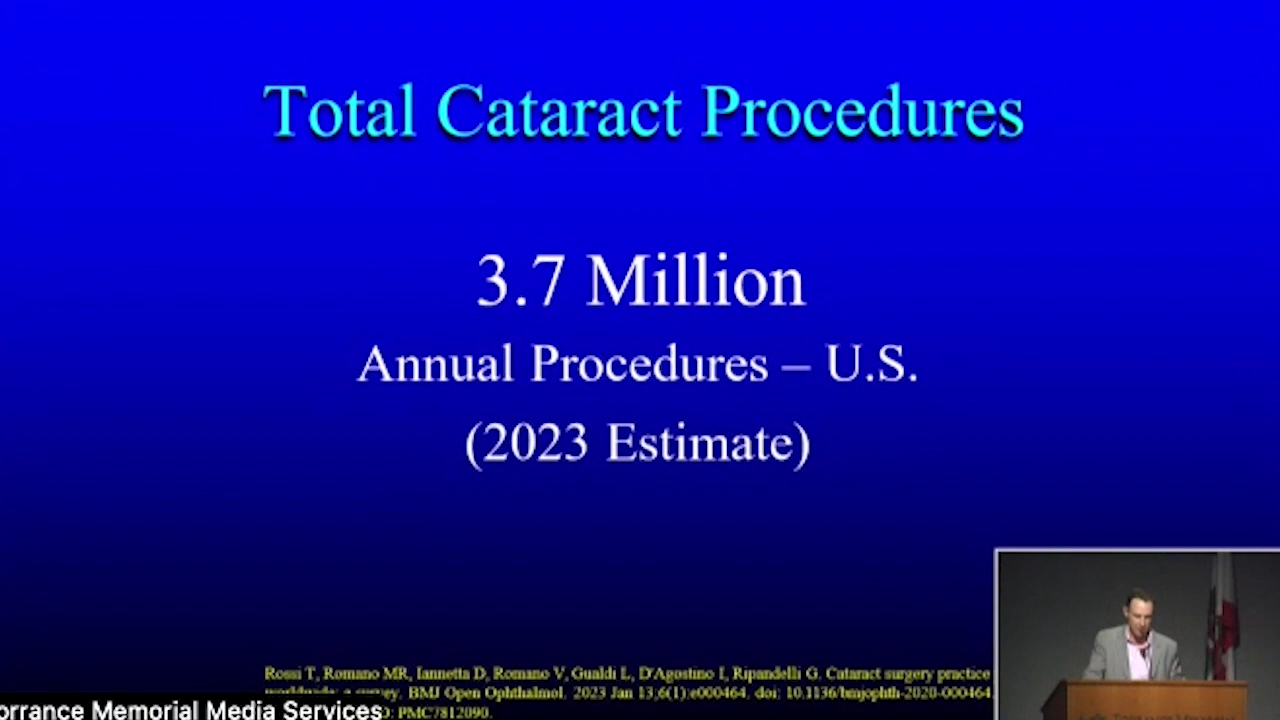 Total Cataract Procedures
3.7 Million
Annual Procedures – U.S.
(2023 Estimate)
Rossi T, Romano MR, Iannetta D, Romano V, Gualdi L, D'Agostino I, Ripandelli G. Cataract surgery practice
survey, BMJ Open Ophthalmol. 2023 Jan 13;6(1):e000464. doi: 10.1136/bmjophth-2020-000464.
PMC7812090.
orrance Memorial Media Services